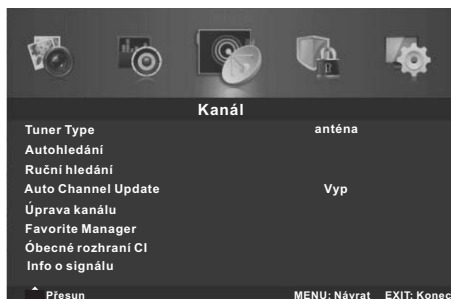 Kanál
Tuner Type anténa
Autohledání
Ruční hledání
Auto Channel Update Vyp
Úprava kanálu
Favorite Manager
Óbecné rozhraní CI
Info o signálu
Přesun MENU: Návrat EXIT: Konec